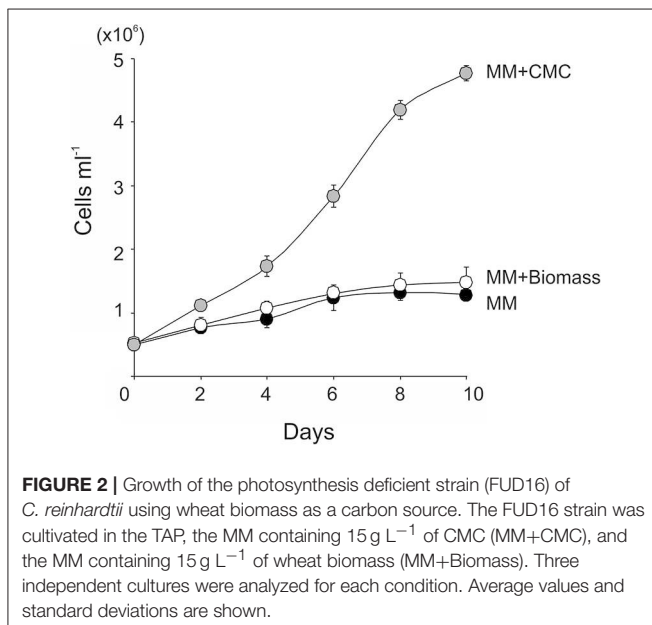 (x10⁶)
5
4
3
2
1
Cells ml⁻¹
MM+CMC
MM+Biomass
MM
0 2 4 6 8 10
Days
FIGURE 2 | Growth of the photosynthesis deficient strain (FUD16) of
C. reinhardtii using wheat biomass as a carbon source. The FUD16 strain was
cultivated in the TAP, the MM containing 15 g L⁻¹ of CMC (MM+CMC), and
the MM containing 15 g L⁻¹ of wheat biomass (MM+Biomass). Three
independent cultures were analyzed for each condition. Average values and
standard deviations are shown.